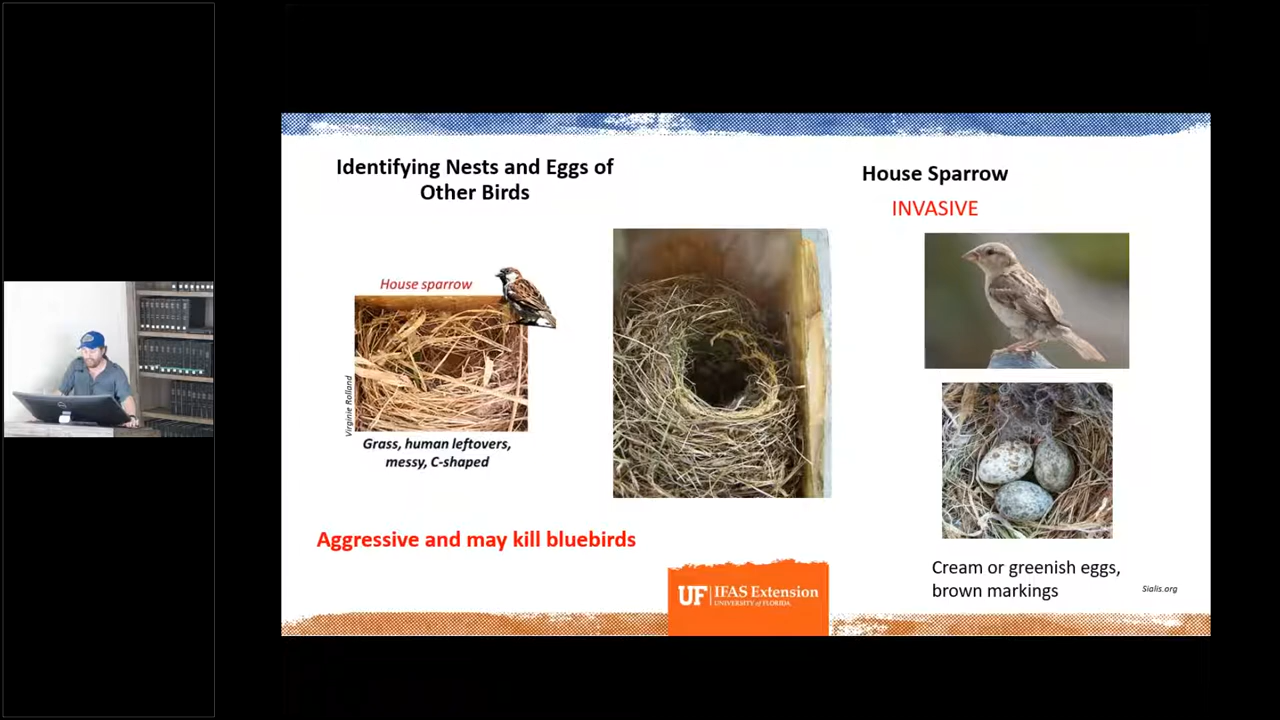 Identifying Nests and Eggs of
Other Birds
House sparrow
Virginie Rolland
Grass, human leftovers,
messy, C-shaped
Aggressive and may kill bluebirds
House Sparrow
INVASIVE
Cream or greenish eggs,
brown markings
Sialis.org
UF IFAS Extension
UNIVERSITY of FLORIDA